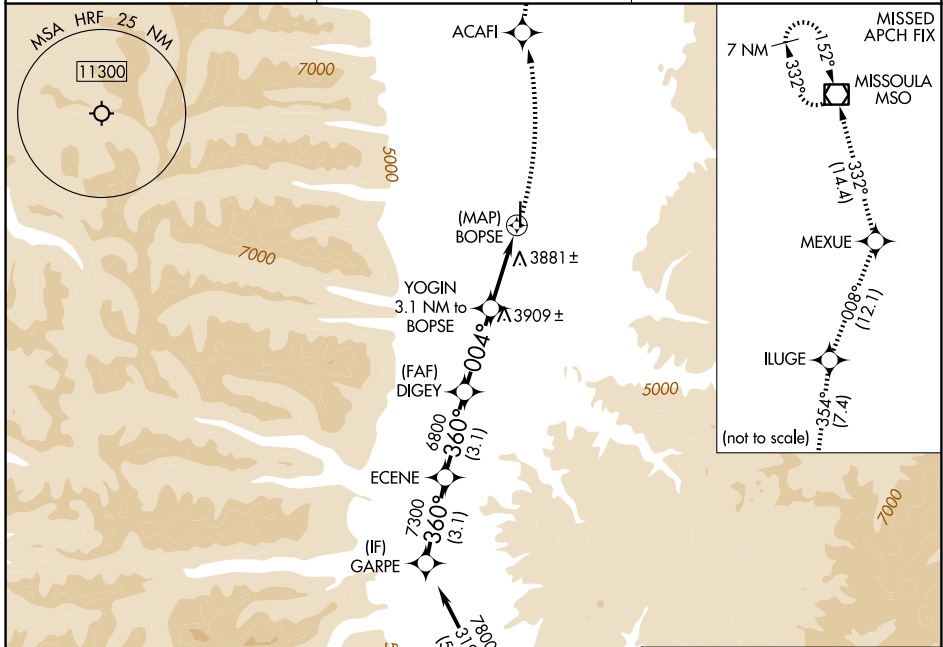 MSA HRF 25 NM
11300
7000
5000
7000
ACAFI
(MAP)
BOPSE
3881±
YOGIN
3.1 NM to
BOPSE
3909±
004°
(FAF)
DIGEY
6800
360°
(3.1)
ECENE
7300
360°
(3.1)
(IF)
GARPE
7800
5000
7000
MISSED
APCH FIX
7 NM
152°
332°
MISSOULA
MSO
332°
(14.4)
MEXUE
008°
(12.1)
ILUGE
354°
(7.4)
(not to scale)